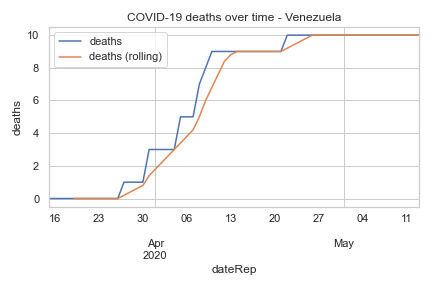 COVID-19 deaths over time - Venezuela
deaths
deaths (rolling)
10
8
6
4
2
0
deaths
16 23 30 06 13 20 27 04 11
Apr May
2020
dateRep